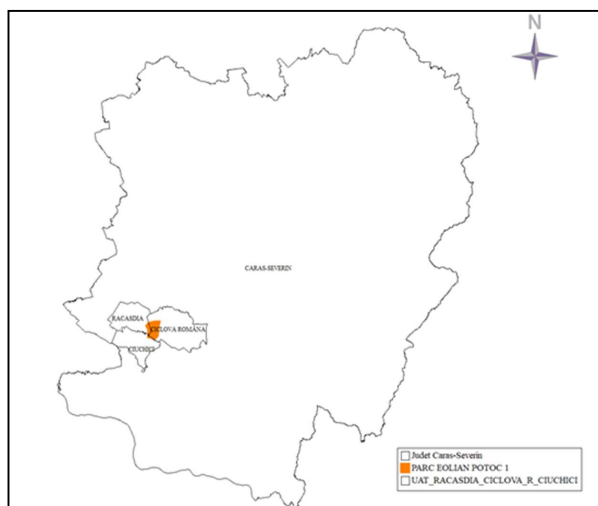 N
CARAS-SEVERIN
RACASDIA
CICLOVA ROMANA
CIUCHICI
Judet Caras-Severin
PARC EOLIAN POTOC 1
UAT_RACASDIA_CICLOVA_R_CIUCHICI